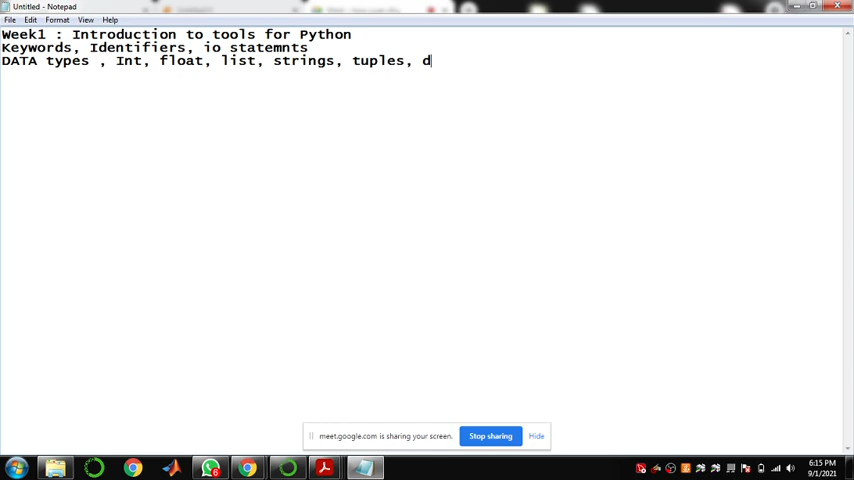 Untitled - Notepad
File Edit Format View Help
Week1 : Introduction to tools for Python
Keywords, Identifiers, io statemnts
DATA types , Int, float, list, strings, tuples, d
meet.google.com is sharing your screen. Stop sharing Hide
6
6:15 PM
9/1/2021